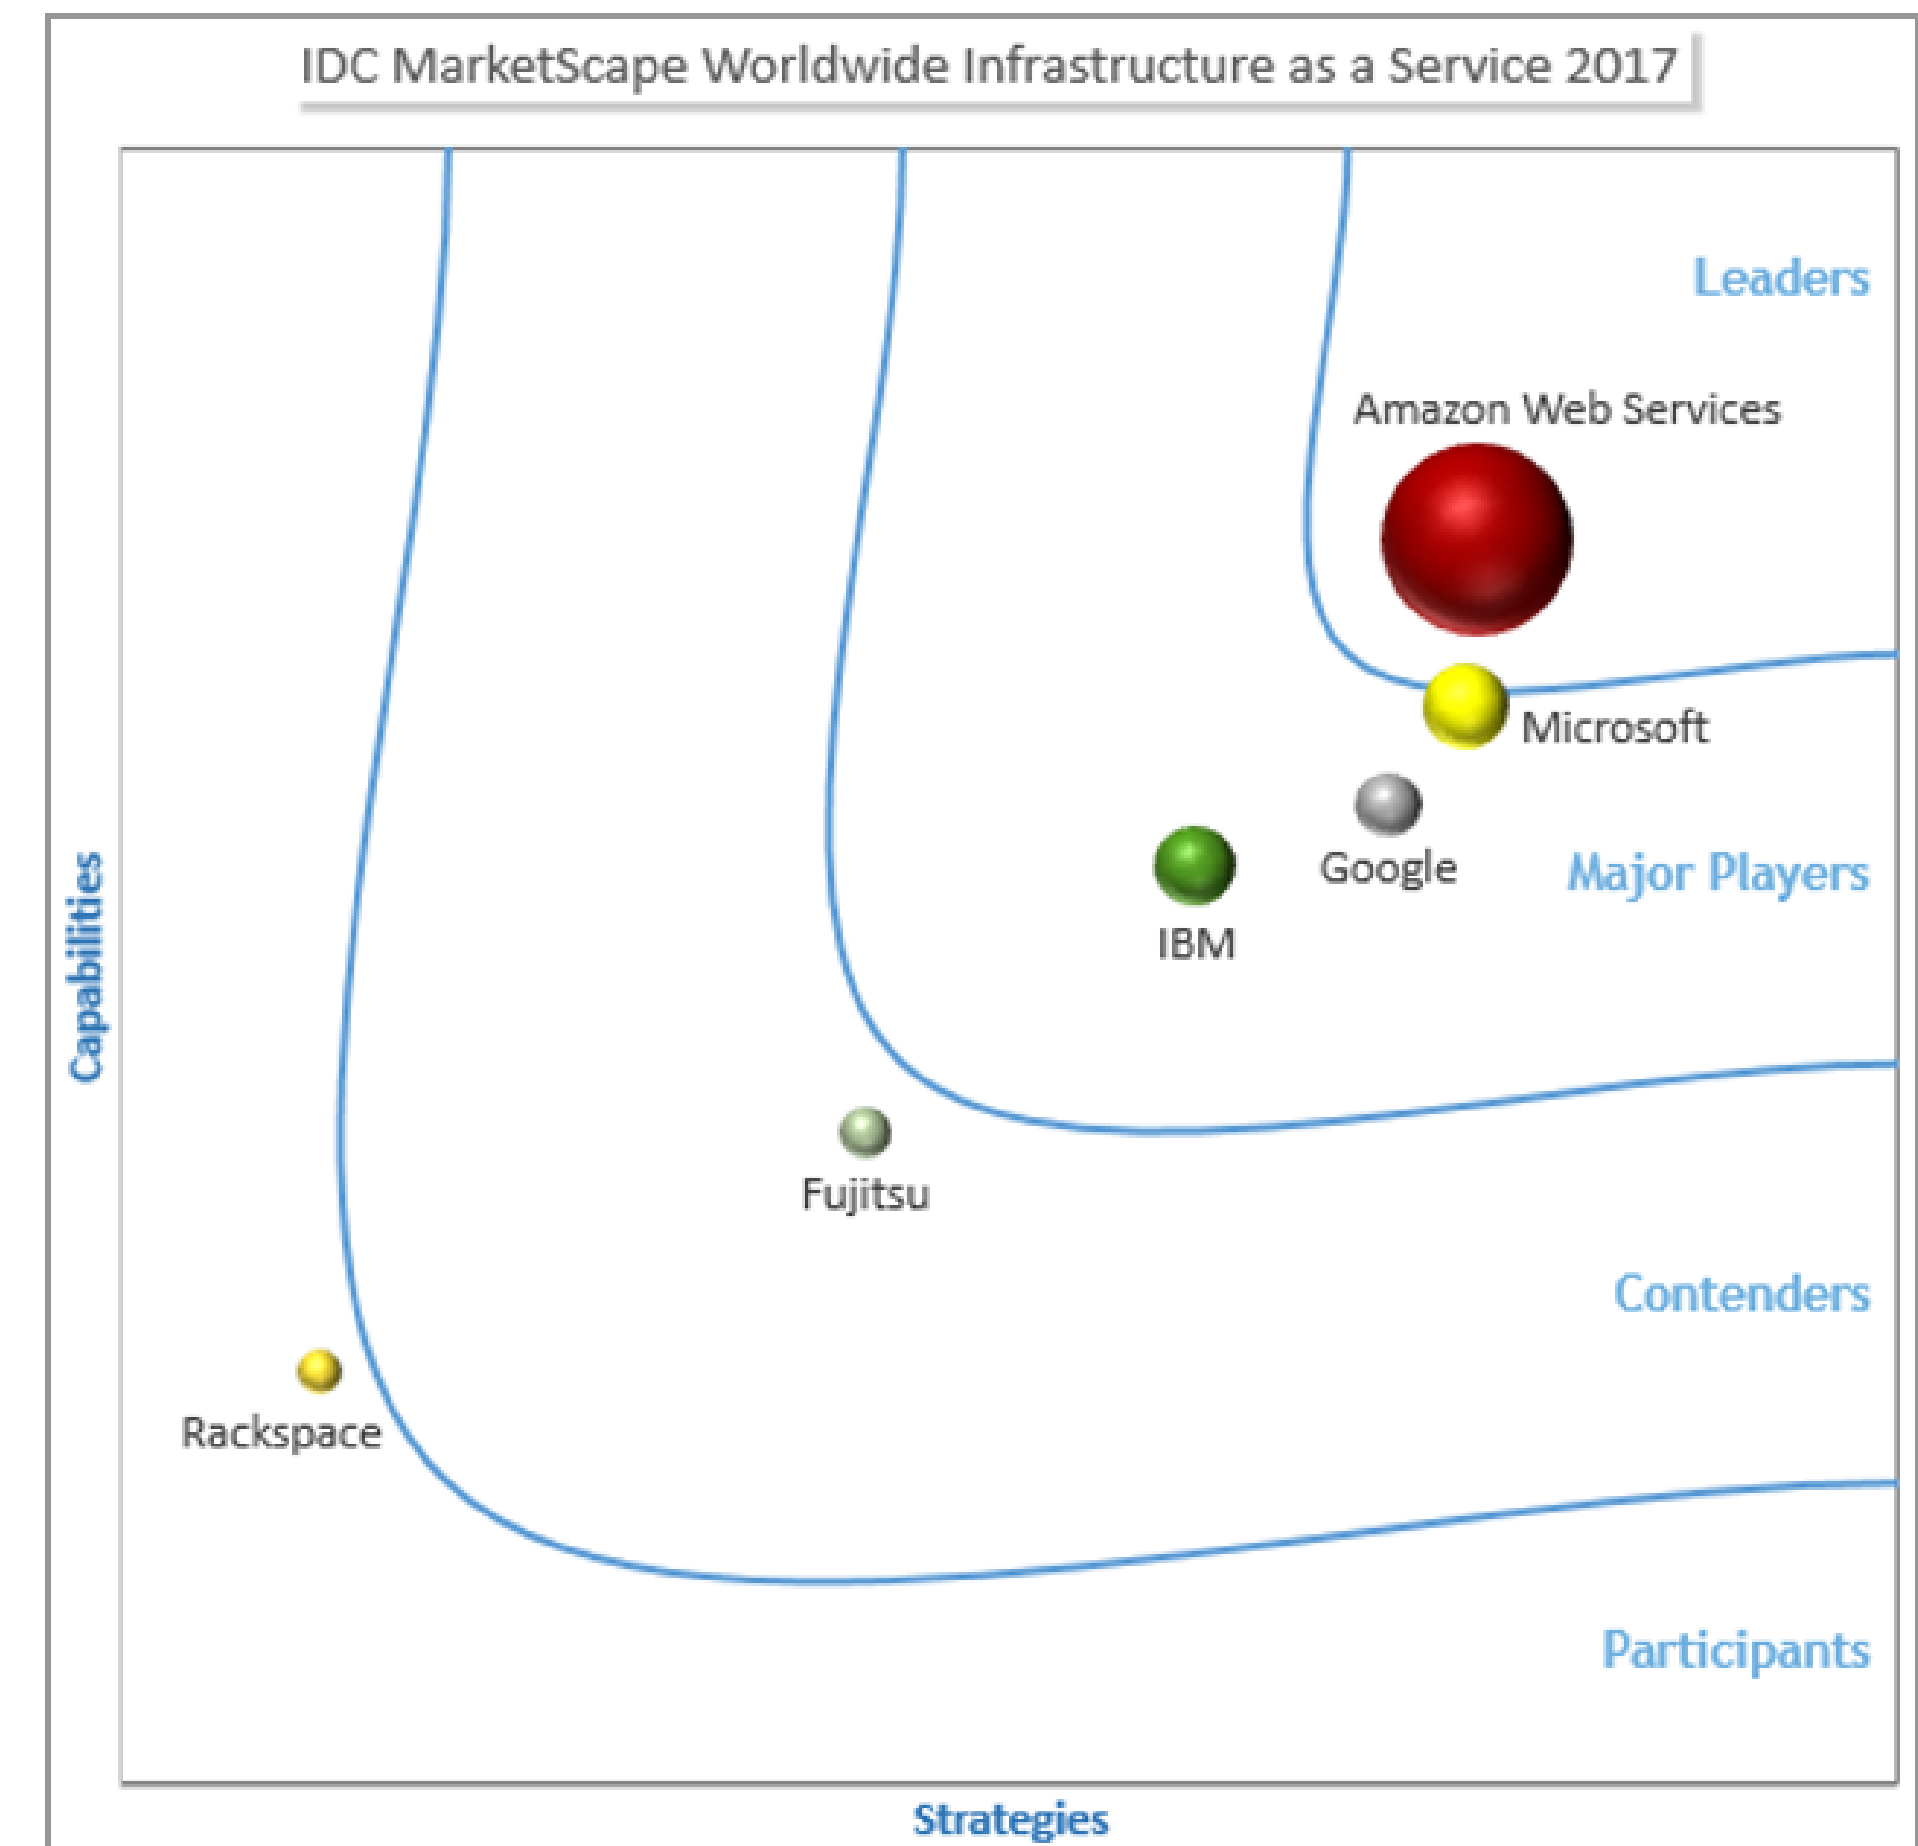 IDC MarketScape Worldwide Infrastructure as a Service 2017
Leaders
Amazon Web Services
Microsoft
Google
Major Players
IBM
Capabilities
Fujitsu
Contenders
Rackspace
Participants
Strategies